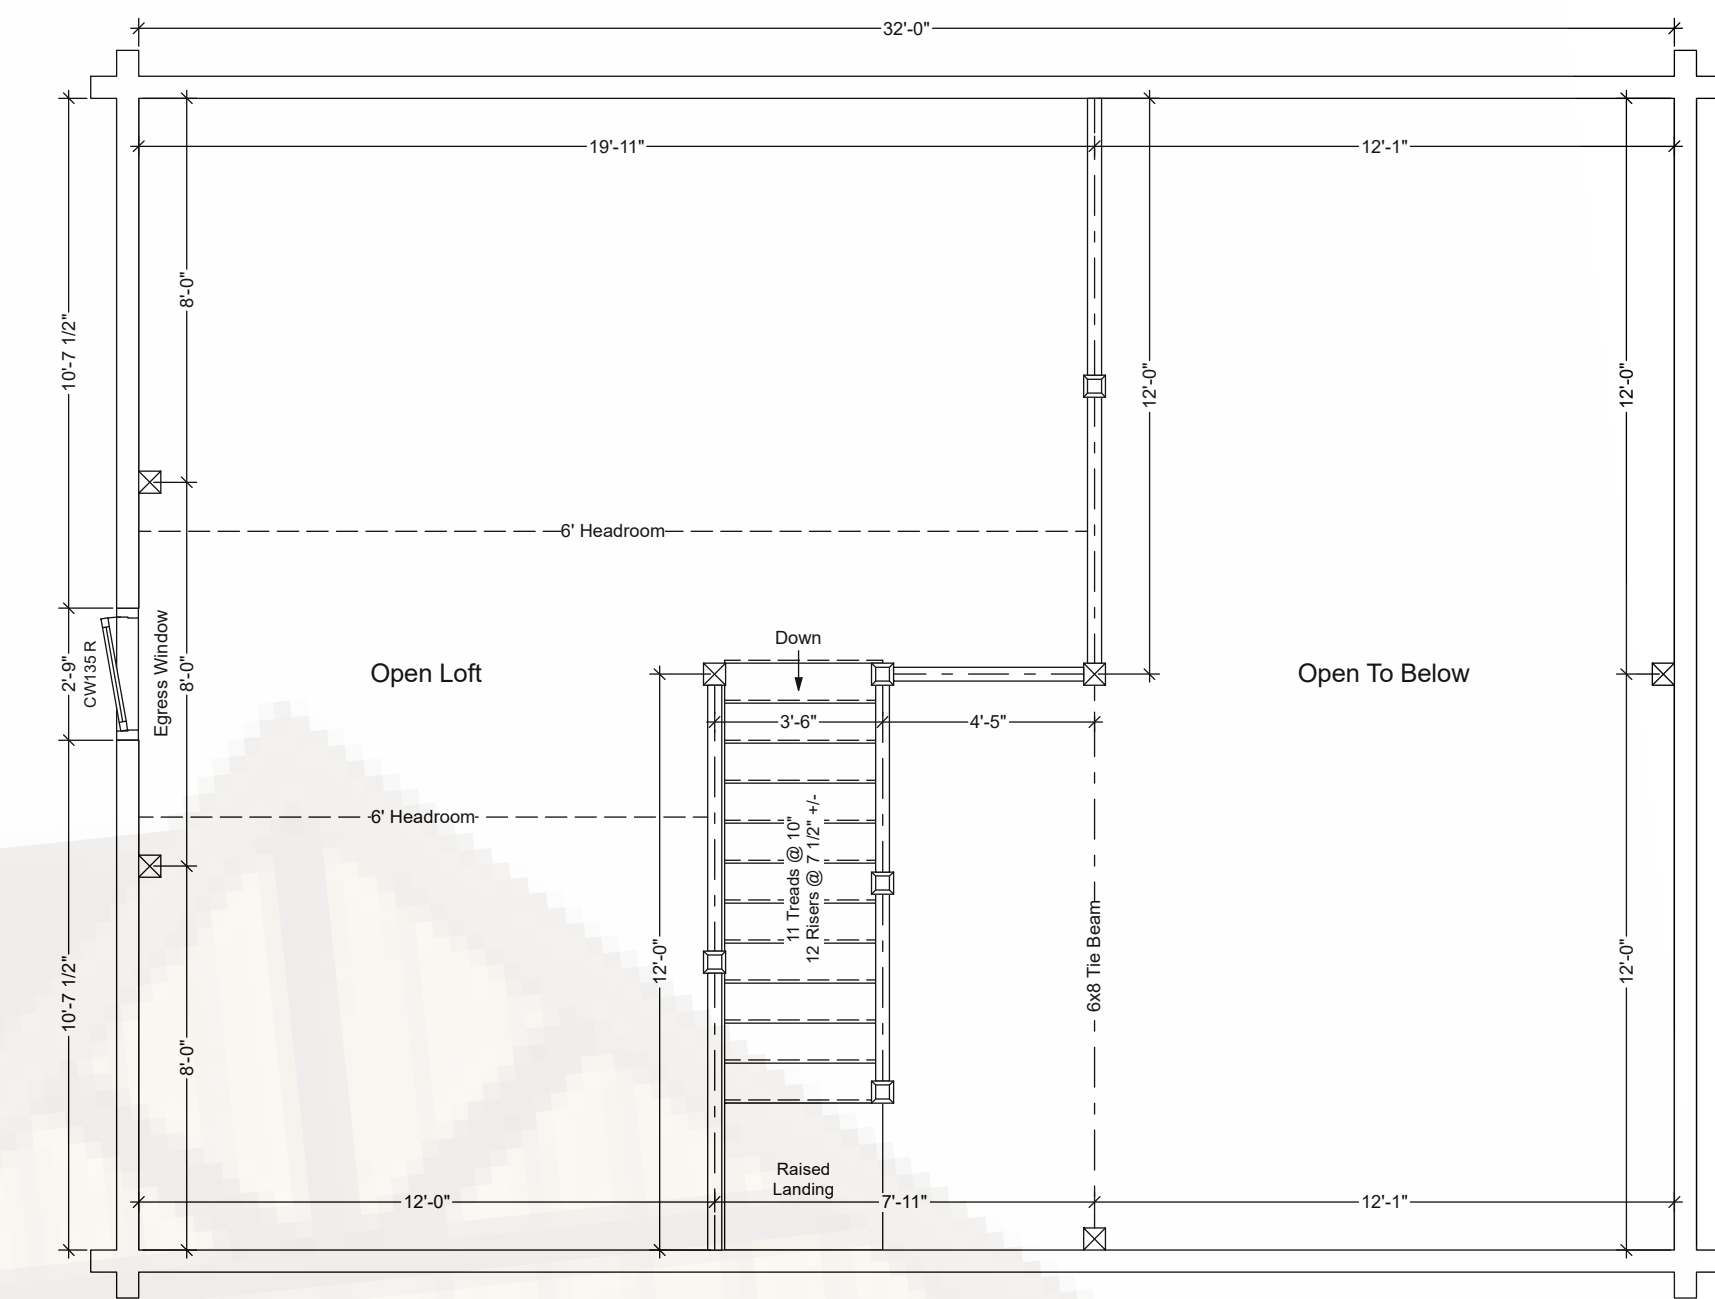 32'-0"
19'-11"
12'-1"
8'-0"
10'-7 1/2"
12'-0"
12'-0"
6' Headroom
Down
Open Loft
Open To Below
Egress Window
CW135 R
2'-9"
8'-0"
3'-6"
4'-5"
6' Headroom
11 Treads @ 10"
12 Risers @ 7 1/2" +/-
6x8 Tie Beam
12'-0"
12'-0"
10'-7 1/2"
8'-0"
Raised
Landing
12'-0"
7'-11"
12'-1"